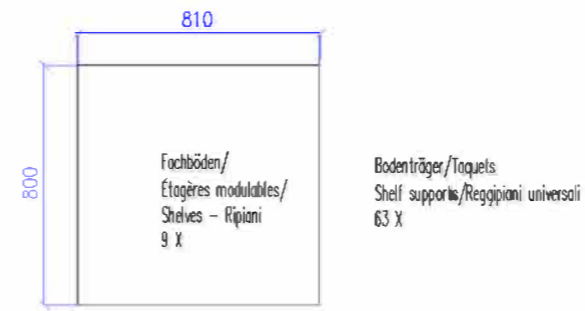 810
800
Fachböden/
Étagères modulables/
Shelves – Ripiani
9 X
Bodenträger/Taquets
Shelf supports/Reggipiani universali
63 X